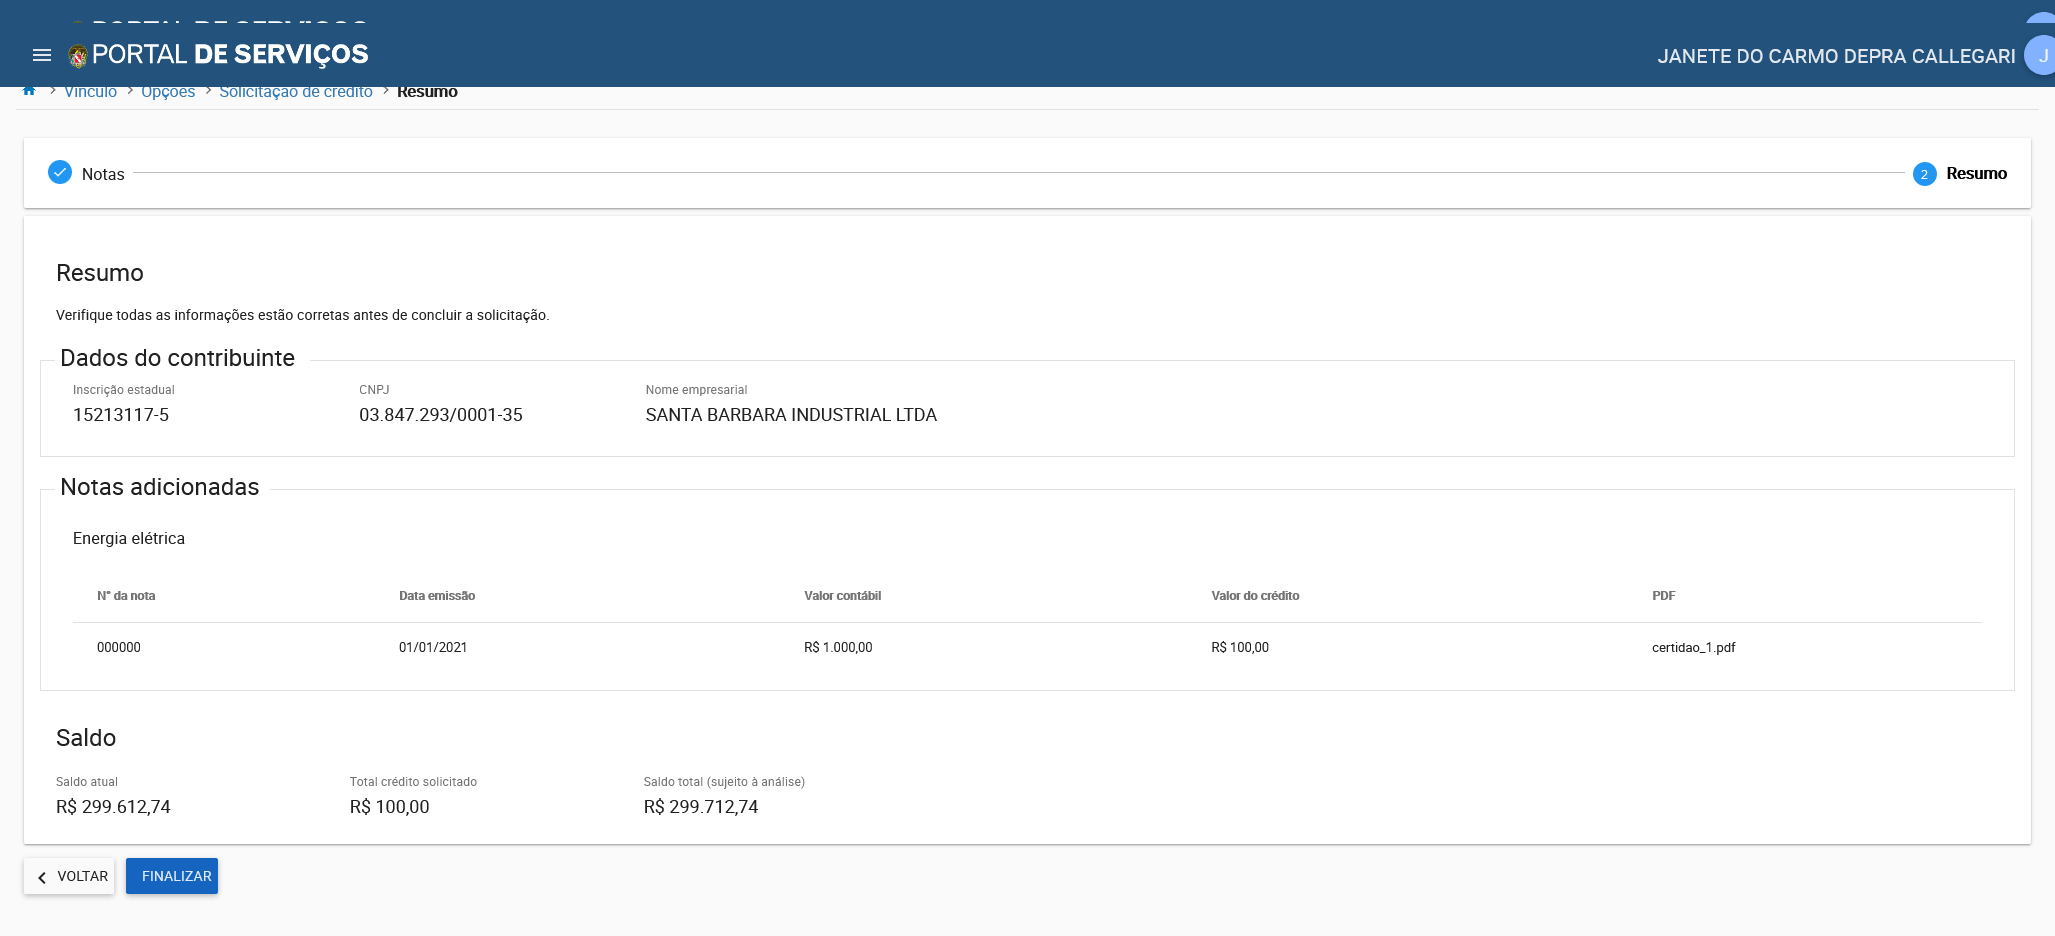 PORTAL DE SERVIÇOS
JANETE DO CARMO DEPRA CALLEGARI
J
Vínculo > Opções > Solicitação de crédito > Resumo
Notas
2 Resumo
Resumo
Verifique todas as informações estão corretas antes de concluir a solicitação.
Dados do contribuinte
Inscrição estadual CNPJ Nome empresarial
15213117-5 03.847.293/0001-35 SANTA BARBARA INDUSTRIAL LTDA
Notas adicionadas
Energia elétrica
N° da nota Data emissão Valor contábil Valor do crédito PDF
000000 01/01/2021 R$ 1.000,00 R$ 100,00 certidao_1.pdf
Saldo
Saldo atual Total crédito solicitado Saldo total (sujeito à análise)
R$ 299.612,74 R$ 100,00 R$ 299.712,74
VOLTAR FINALIZAR